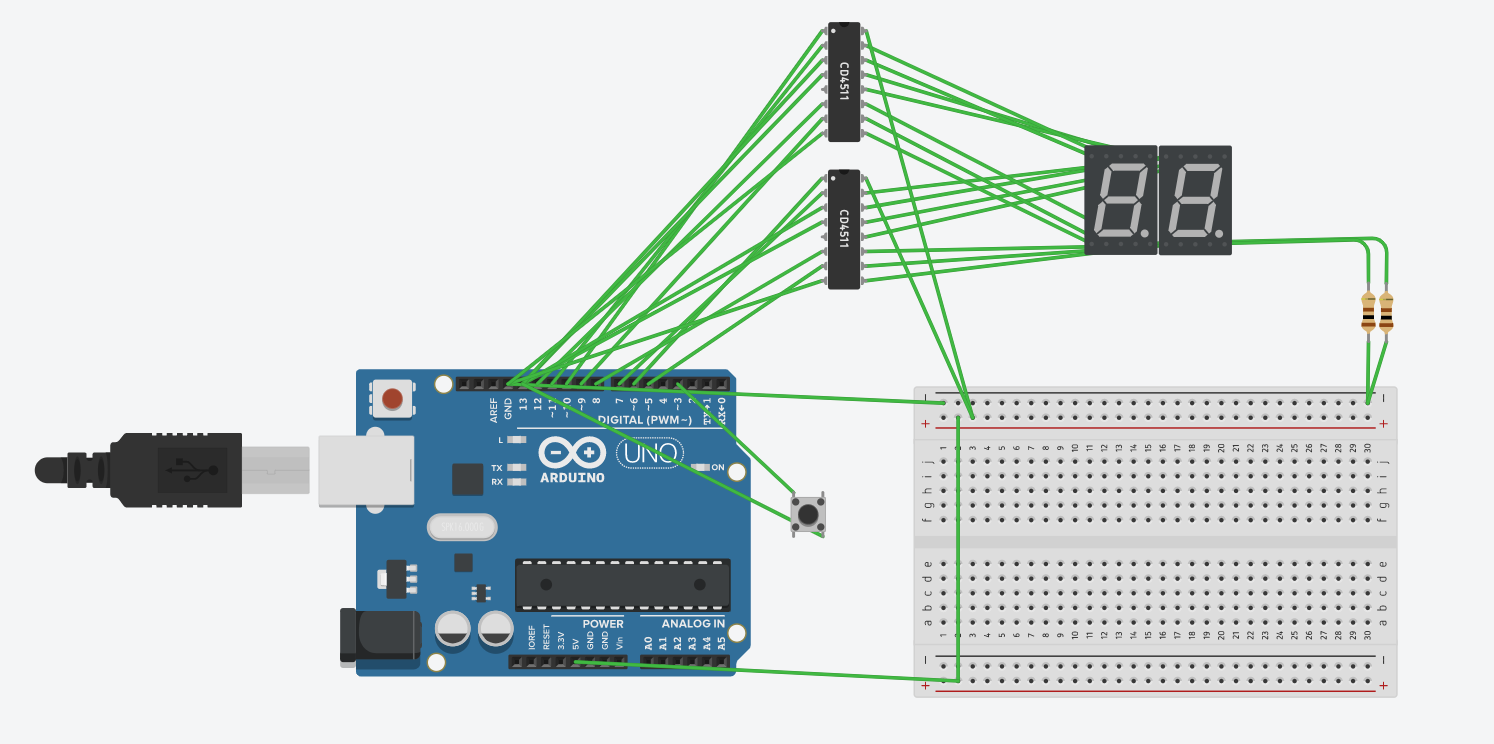 CD4511
CD4511
AREF
GND
13
12
~11
~10
~9
8
7
~6
~5
4
~3
2
TX→1
RX←0
DIGITAL (PWM~)
L
TX
RX
ARDUINO
UNO
ON
POWER
ANALOG IN
IOREF
RESET
3.3V
5V
GND
GND
Vin
A0
A1
A2
A3
A4
A5
− −
+ +
1 2 3 4 5 6 7 8 9 10 11 12 13 14 15 16 17 18 19 20 21 22 23 24 25 26 27 28 29 30
j j
i i
h h
g g
f f
e e
d d
c c
b b
a a
1 2 3 4 5 6 7 8 9 10 11 12 13 14 15 16 17 18 19 20 21 22 23 24 25 26 27 28 29 30
− −
+ +